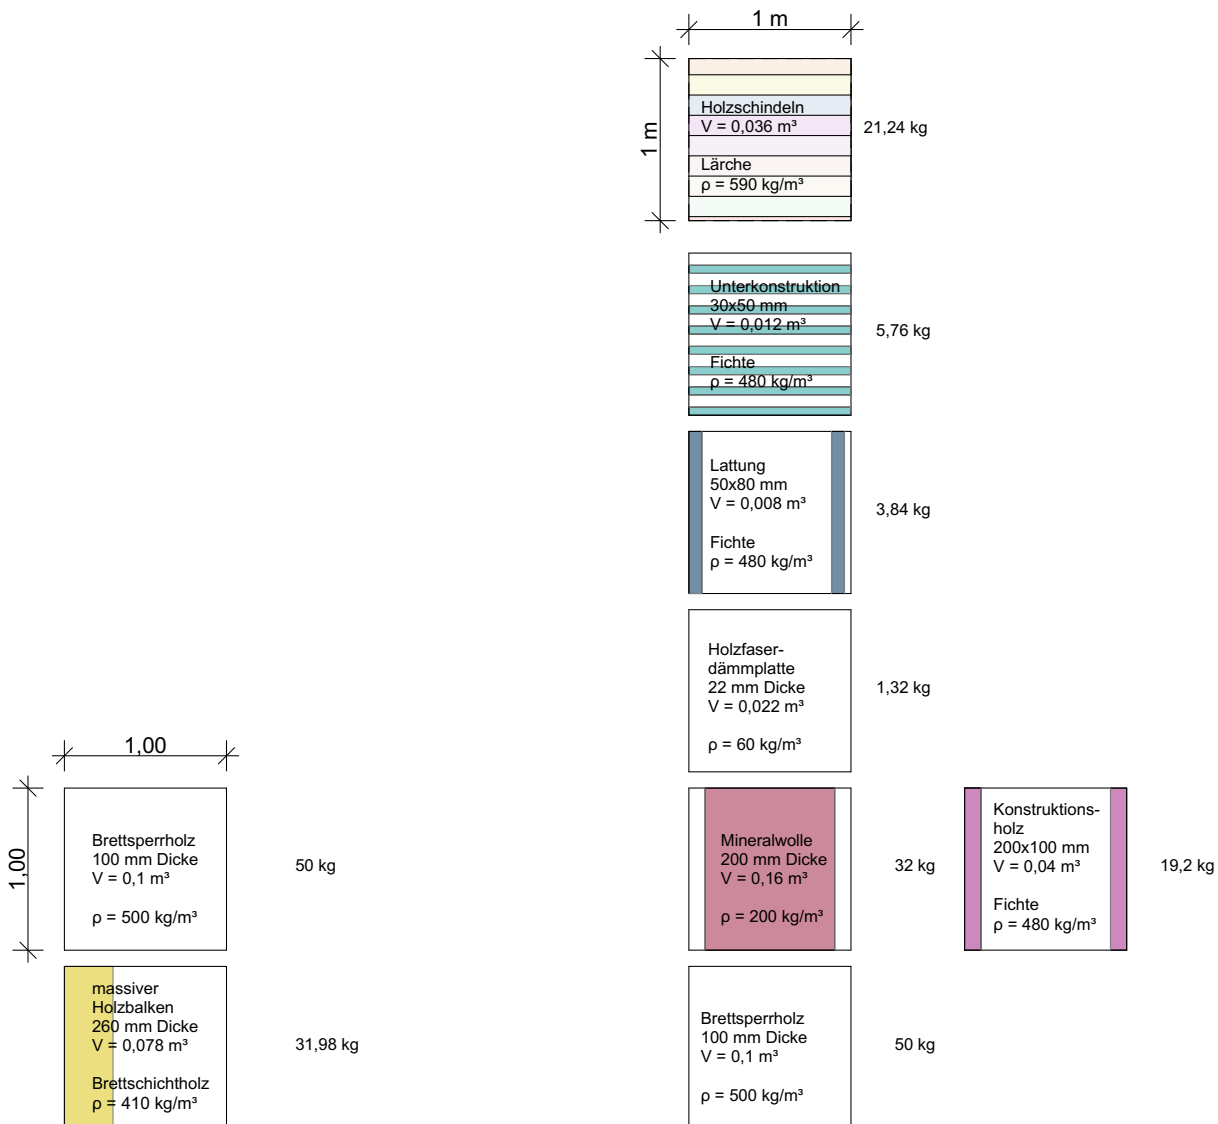 1 m
1 m
Holzschindeln
V = 0,036 m³
Lärche
ρ = 590 kg/m³
21,24 kg
Unterkonstruktion
30x50 mm
V = 0,012 m³
Fichte
ρ = 480 kg/m³
5,76 kg
Lattung
50x80 mm
V = 0,008 m³
Fichte
ρ = 480 kg/m³
3,84 kg
Holzfaser-
dämmplatte
22 mm Dicke
V = 0,022 m³
ρ = 60 kg/m³
1,32 kg
1,00
1,00
Brettsperrholz
100 mm Dicke
V = 0,1 m³
ρ = 500 kg/m³
50 kg
Mineralwolle
200 mm Dicke
V = 0,16 m³
ρ = 200 kg/m³
32 kg
Konstruktions-
holz
200x100 mm
V = 0,04 m³
Fichte
ρ = 480 kg/m³
19,2 kg
massiver
Holzbalken
260 mm Dicke
V = 0,078 m³
Brettschichtholz
ρ = 410 kg/m³
31,98 kg
Brettsperrholz
100 mm Dicke
V = 0,1 m³
ρ = 500 kg/m³
50 kg